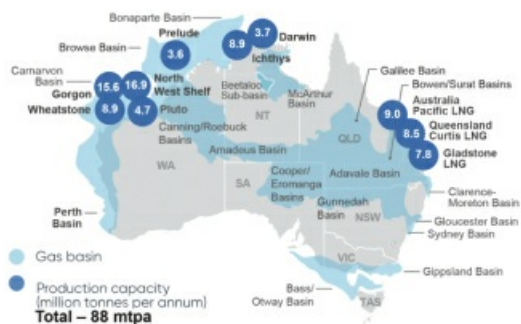 Bonaparte Basin
Prelude
3.7
Darwin
8.9
Browse Basin
3.6
Ichthys
Carnarvon
Basin
North
West Shelf
15.6
16.9
Gorgon
Beetaloo
Sub-basin
McArthur
Basin
Galilee Basin
Bowen/Surat Basins
Wheatstone
8.9
4.7
Pluto
NT
9.0
Australia
Pacific LNG
Canning/Roebuck
Basins
QLD
8.5
Queensland
Curtis LNG
Amadeus Basin
7.8
Gladstone
LNG
WA
Adavale Basin
SA
Cooper/
Eromanga
Basins
Gunnedah
Basin
NSW
Clarence-
Moreton Basin
Perth
Basin
Gloucester Basin
Sydney Basin
VIC
Gippsland Basin
Bass/
Otway Basin
TAS
Gas basin
Production capacity
(million tonnes per annum)
Total – 88 mtpa